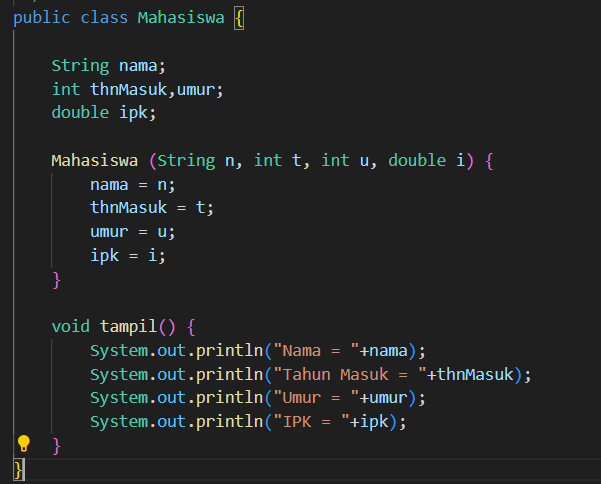 public class Mahasiswa {
String nama;
int thnMasuk,umur;
double ipk;
Mahasiswa (String n, int t, int u, double i) {
nama = n;
thnMasuk = t;
umur = u;
ipk = i;
}
void tampil() {
System.out.println("Nama = "+nama);
System.out.println("Tahun Masuk = "+thnMasuk);
System.out.println("Umur = "+umur);
System.out.println("IPK = "+ipk);
}
}